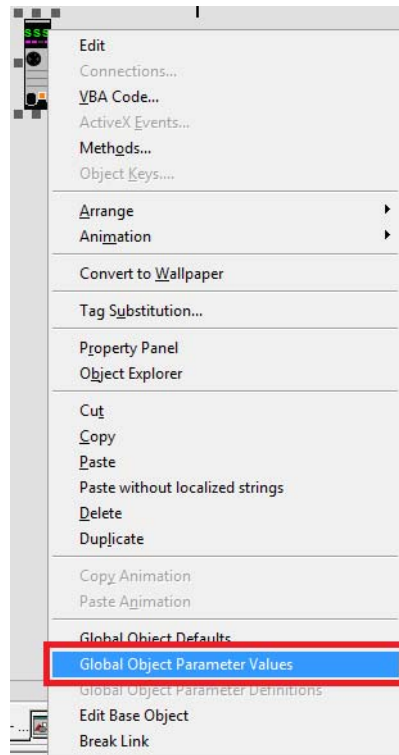 SSS
Edit
Connections...
VBA Code...
ActiveX Events...
Methods...
Object Keys....
Arrange
Animation
Convert to Wallpaper
Tag Substitution...
Property Panel
Object Explorer
Cut
Copy
Paste
Paste without localized strings
Delete
Duplicate
Copy Animation
Paste Animation
Global Object Defaults
Global Object Parameter Values
Global Object Parameter Definitions
Edit Base Object
Break Link